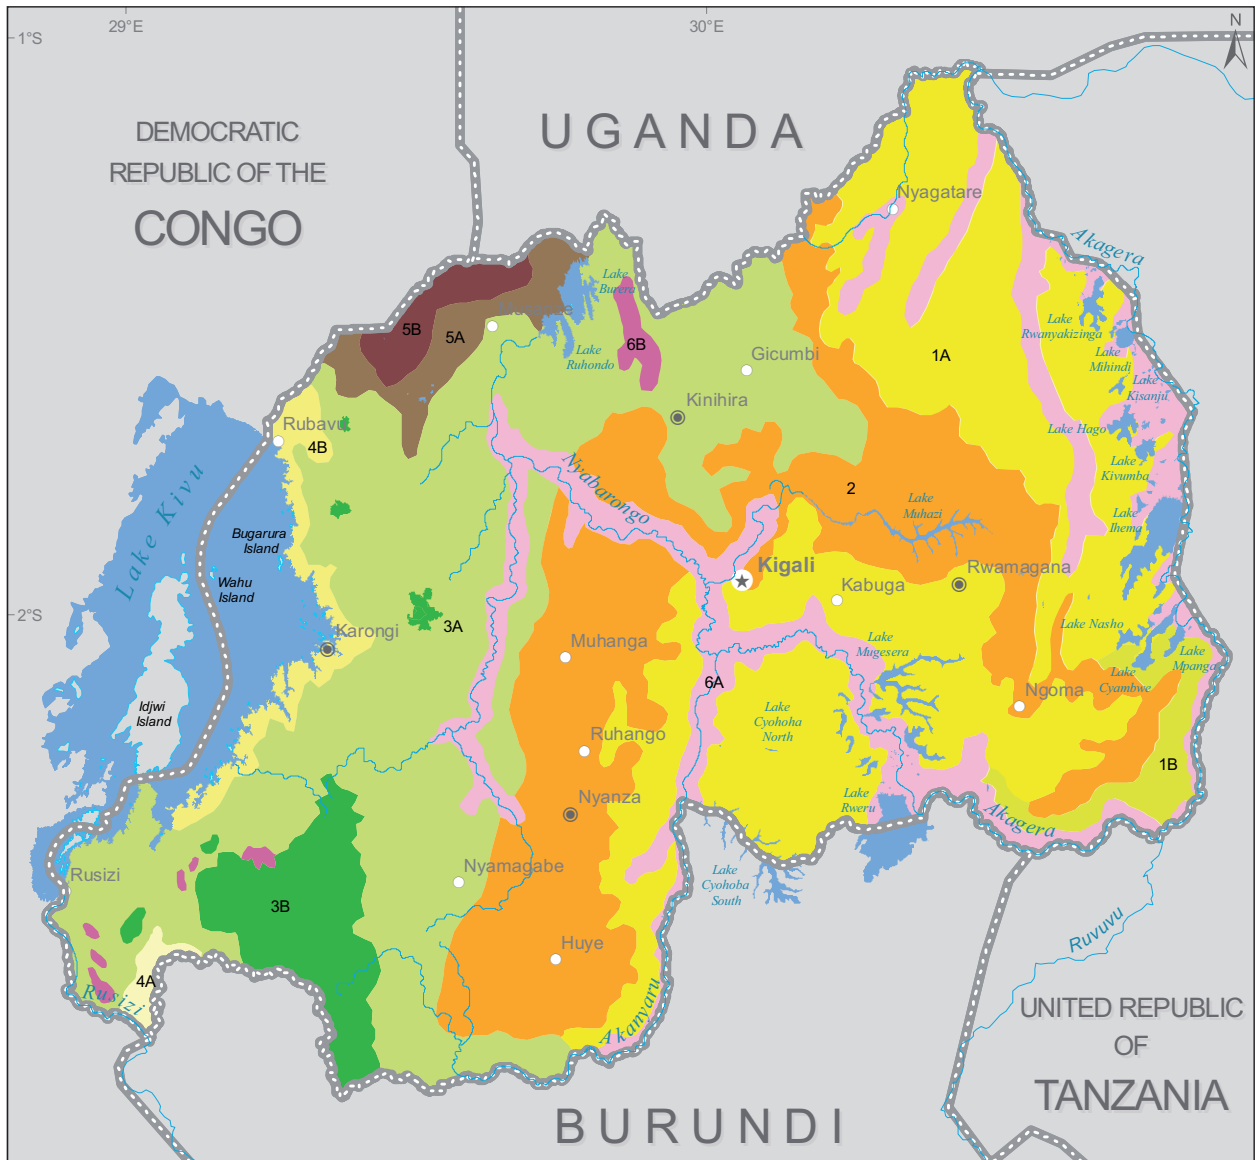 29°E
30°E
1°S
N
DEMOCRATIC
REPUBLIC OF THE
CONGO
UGANDA
Nyagatare
Akagera
Lake
Burera
Lake
Rwanyakizinga
5B
5A
6B
Lake
Ruhondo
Gicumbi
1A
Lake
Mihindi
Lake
Kisanju
Kinihira
Rubavu
4B
Lake Hago
Lake
Kivumba
Lake Kivu
Nyabarongo
2
Lake
Muhazi
Lake
Ihema
Bugarura
Island
Wahu
Island
Kigali
Rwamagana
Kabuga
2°S
3A
Karongi
Muhanga
Lake
Mugesera
Lake Nasho
Lake
Mpanga
Lake
Cyambwe
6A
Ngoma
Idjwi
Island
Lake
Cyohoha
North
Ruhango
1B
Nyanza
Lake
Rweru
Akagera
Rusizi
Nyamagabe
Lake
Cyohoba
South
3B
Huye
Ruvuvu
4A
Rusizi
Akanyaru
UNITED REPUBLIC
OF
TANZANIA
BURUNDI